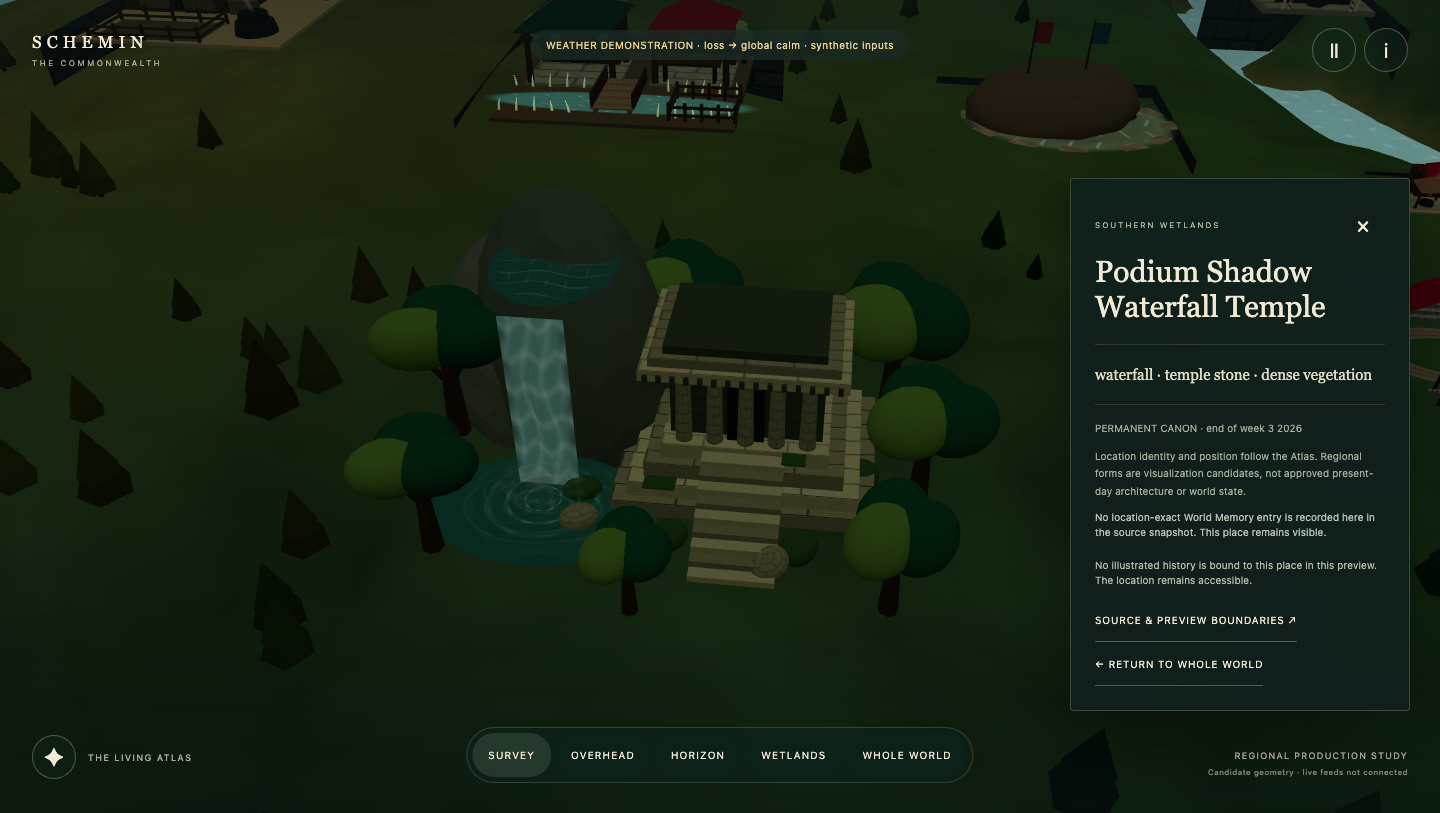 SCHEMIN
THE COMMONWEALTH
WEATHER DEMONSTRATION · loss → global calm · synthetic inputs
i
SOUTHERN WETLANDS
×
Podium Shadow
Waterfall Temple
waterfall · temple stone · dense vegetation
PERMANENT CANON · end of week 3 2026
Location identity and position follow the Atlas. Regional
forms are visualization candidates, not approved present-
day architecture or world state.
No location-exact World Memory entry is recorded here in
the source snapshot. This place remains visible.
No illustrated history is bound to this place in this preview.
The location remains accessible.
SOURCE & PREVIEW BOUNDARIES ↗
← RETURN TO WHOLE WORLD
THE LIVING ATLAS
SURVEY OVERHEAD HORIZON WETLANDS WHOLE WORLD
REGIONAL PRODUCTION STUDY
Candidate geometry · live feeds not connected